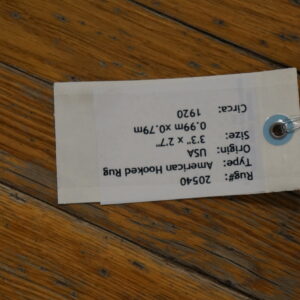 Rug#: 20540
Type: American Hooked Rug
Origin: USA
Size: 3'3" x 2'7"
0.99m x0.79m
Circa: 1920